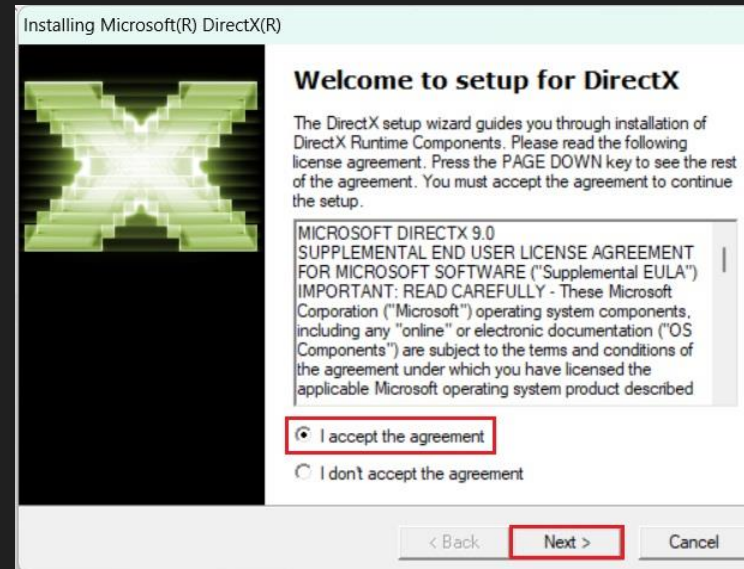 Installing Microsoft(R) DirectX(R)
Welcome to setup for DirectX
The DirectX setup wizard guides you through installation of
DirectX Runtime Components. Please read the following
license agreement. Press the PAGE DOWN key to see the rest
of the agreement. You must accept the agreement to continue
the setup.
MICROSOFT DIRECTX 9.0
SUPPLEMENTAL END USER LICENSE AGREEMENT
FOR MICROSOFT SOFTWARE ("Supplemental EULA")
IMPORTANT: READ CAREFULLY - These Microsoft
Corporation ("Microsoft") operating system components,
including any "online" or electronic documentation ("OS
Components") are subject to the terms and conditions of
the agreement under which you have licensed the
applicable Microsoft operating system product described
I accept the agreement
I don't accept the agreement
< Back Next > Cancel